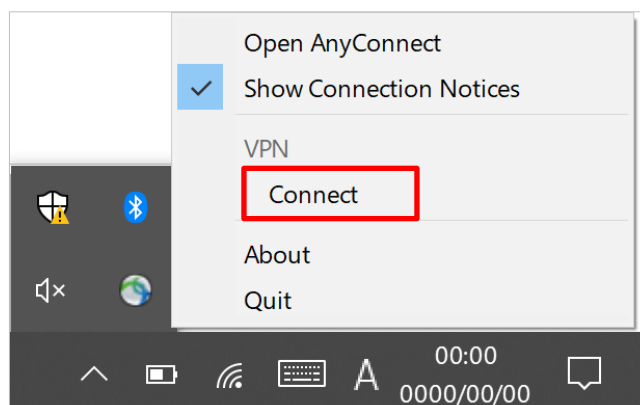 Open AnyConnect
Show Connection Notices
VPN
Connect
About
Quit
A
00:00
0000/00/00